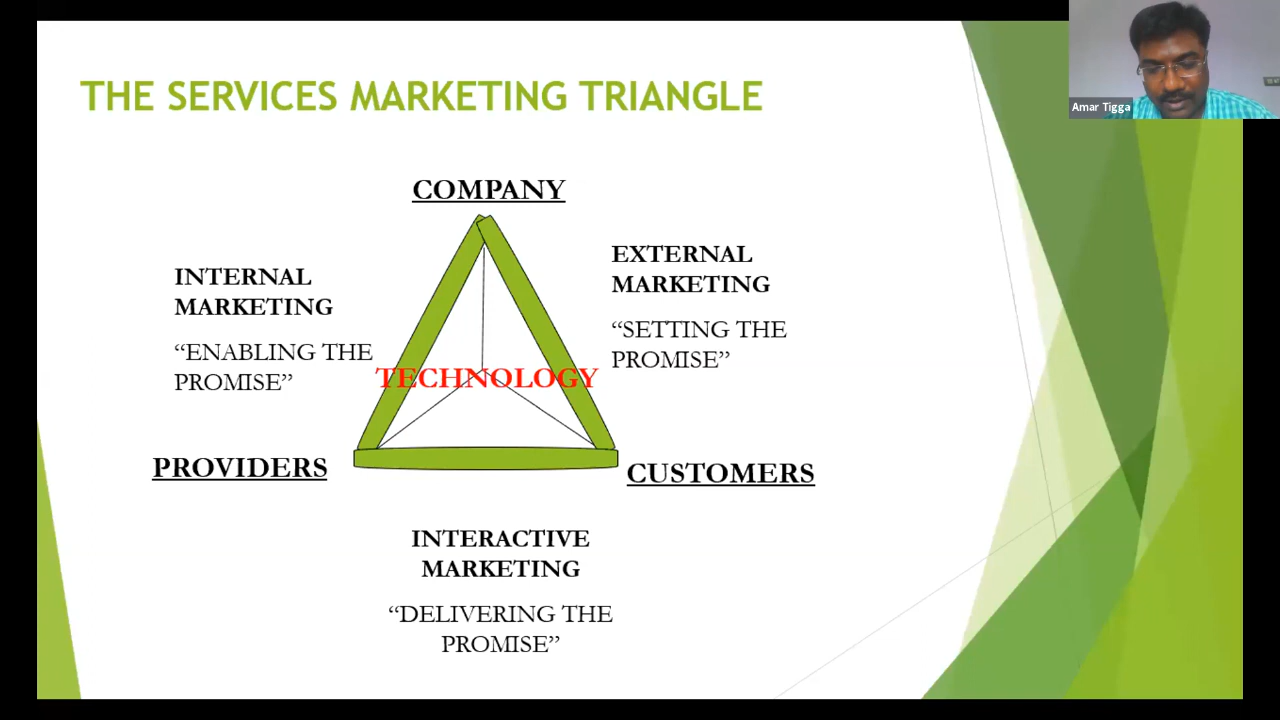 THE SERVICES MARKETING TRIANGLE
Amar Tigga
COMPANY
INTERNAL
MARKETING
“ENABLING THE
PROMISE”
EXTERNAL
MARKETING
“SETTING THE
PROMISE”
TECHNOLOGY
PROVIDERS
CUSTOMERS
INTERACTIVE
MARKETING
“DELIVERING THE
PROMISE”